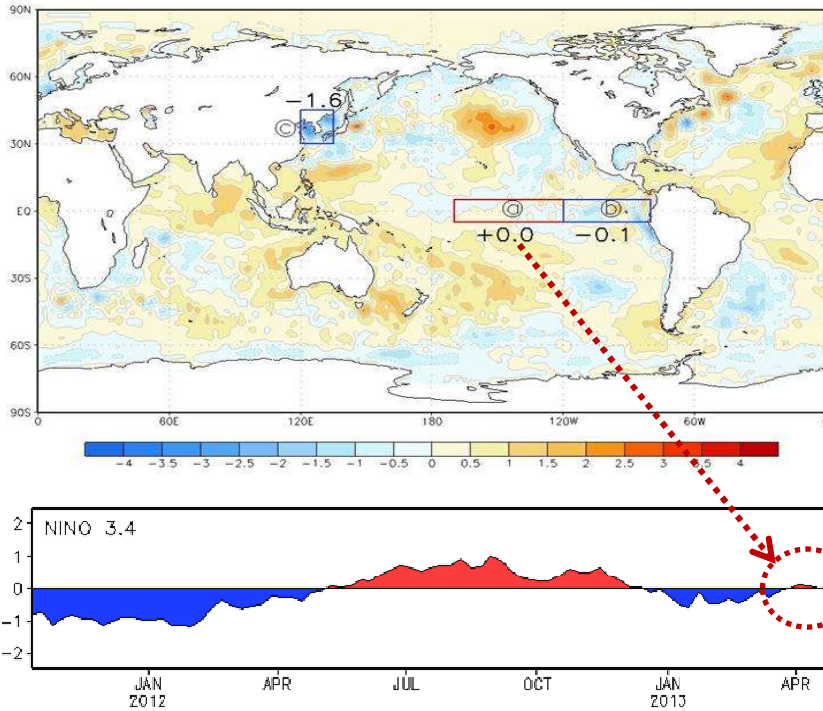 90N
60N
-1.6
ⓒ
30N
EQ
ⓐ ⓑ
+0.0 -0.1
30S
60S
90S
0 60E 120E 180 120W 60W 0
-4 -3.5 -3 -2.5 -2 -1.5 -1 -0.5 0 0.5 1 1.5 2 2.5 3 3.5 4
NINO 3.4
2
1
0
-1
-2
JAN APR JUL OCT JAN APR
2012 2013